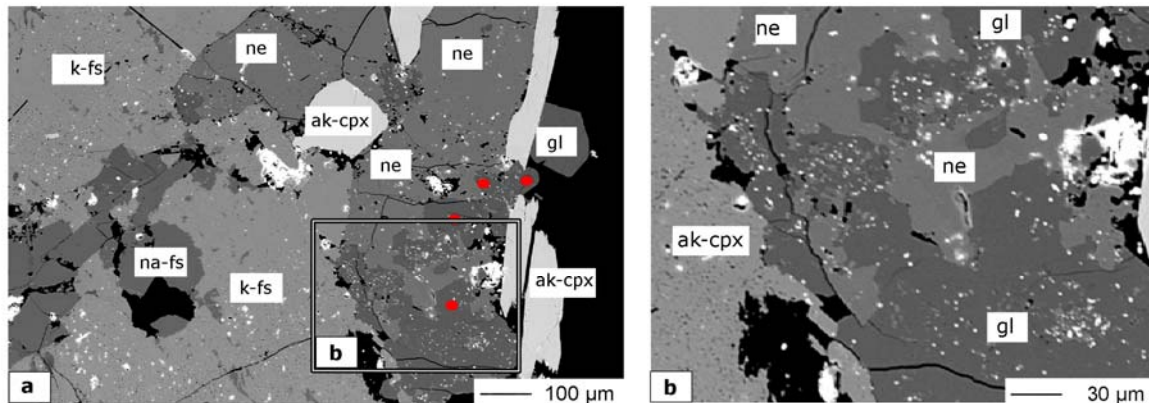 ne
ne
k-fs
ak-cpx
gl
ne
na-fs
k-fs
ak-cpx
b
a
100 µm
ne
gl
ne
ak-cpx
gl
b
30 µm